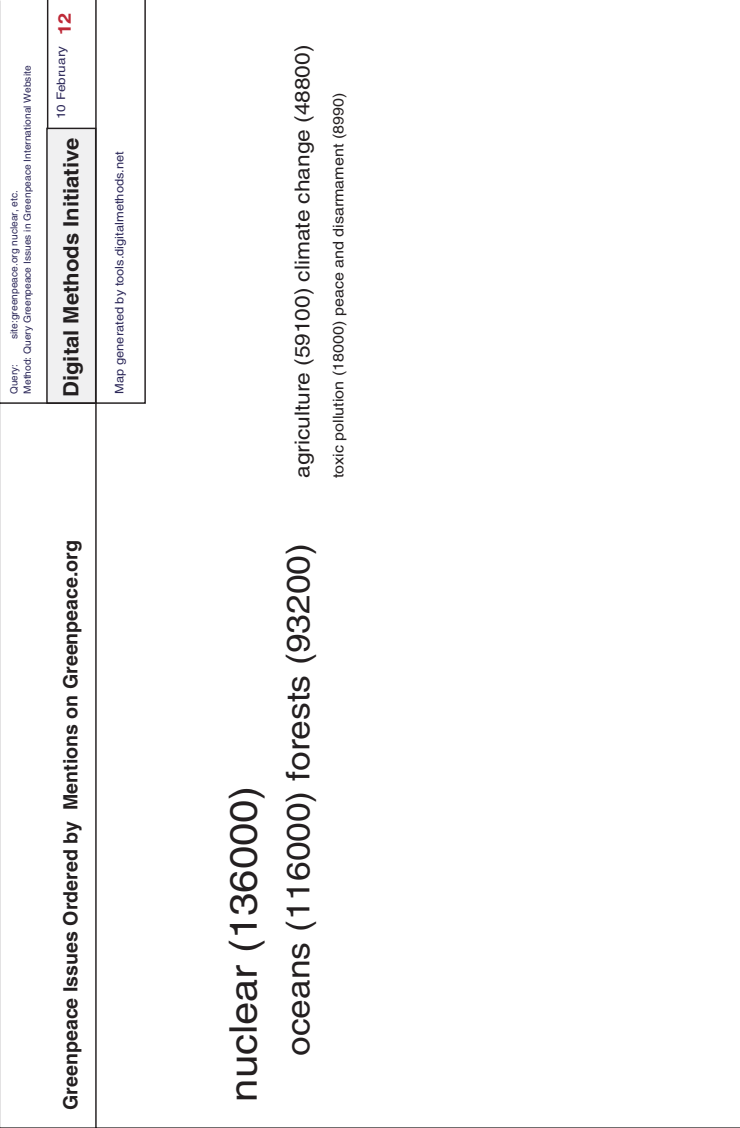 Query: site:greenpeace.org nuclear, etc.
Method: Query Greenpeace Issues in Greenpeace International Website
Greenpeace Issues Ordered by Mentions on Greenpeace.org
Digital Methods Initiative
10 February 12
Map generated by tools.digitalmethods.net
nuclear (136000)
oceans (116000) forests (93200) agriculture (59100) climate change (48800)
toxic pollution (18000) peace and disarmament (8990)